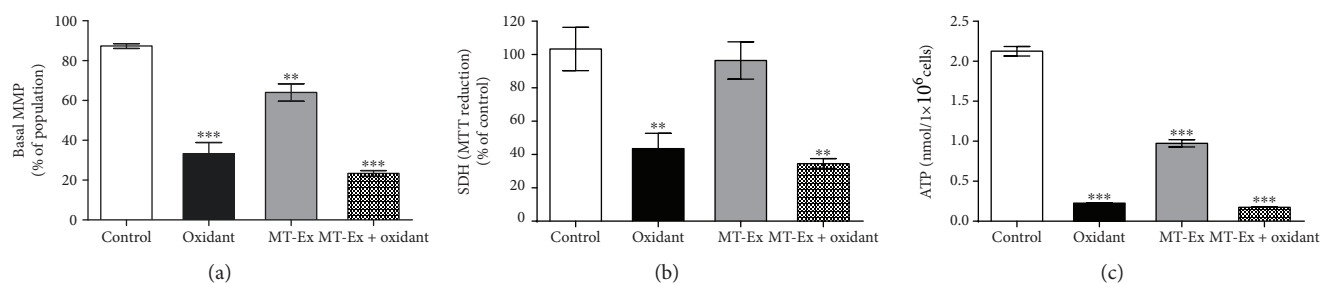 Basal MMP
(% of population)
100
80
60
40
20
0
***
**
***
Control
Oxidant
MT-Ex
MT-Ex + oxidant
(a)
SDH (MTT reduction)
(% of control)
120
100
80
60
40
20
0
**
**
Control
Oxidant
MT-Ex
MT-Ex + oxidant
(b)
ATP (nmol/1×10⁶ cells)
2.5
2.0
1.5
1.0
0.5
0.0
***
***
***
Control
Oxidant
MT-Ex
MT-Ex + oxidant
(c)